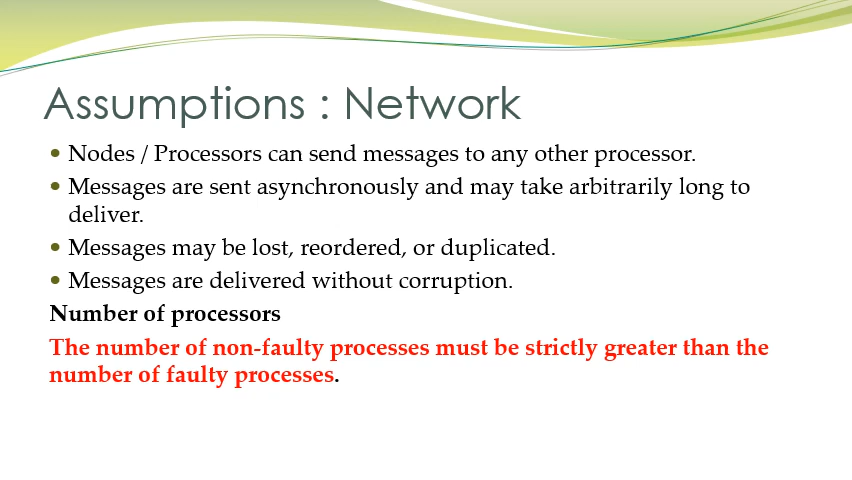 Assumptions : Network
• Nodes / Processors can send messages to any other processor.
• Messages are sent asynchronously and may take arbitrarily long to
deliver.
• Messages may be lost, reordered, or duplicated.
• Messages are delivered without corruption.
Number of processors
The number of non-faulty processes must be strictly greater than the
number of faulty processes.